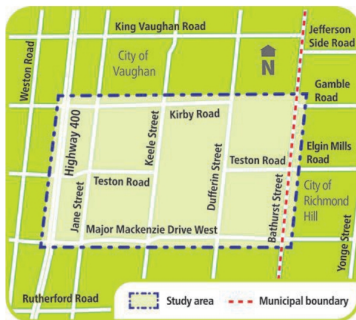 King Vaughan Road
Jefferson
Side Road
Weston Road
City of
Vaughan
N
Gamble
Road
Highway 400
Kirby Road
Keele Street
Dufferin Street
Elgin Mills
Road
Teston Road
Teston Road
Jane Street
Bathurst Street
City of
Richmond
Hill
Major Mackenzie Drive West
Yonge Street
Rutherford Road
Study area
Municipal boundary